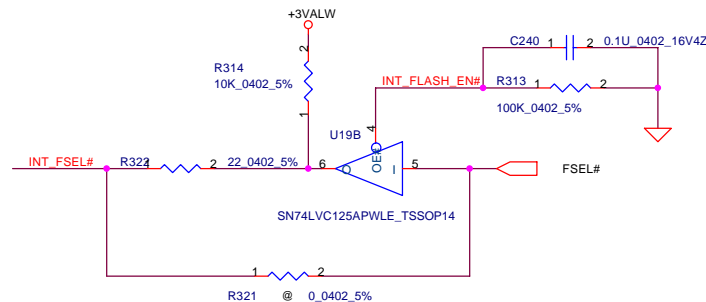 +3VALW
C240
1
2
0.1U_0402_16V4Z
2
R314
10K_0402_5%
1
INT_FLASH_EN#
R313
1
2
100K_0402_5%
U19B
4
OE#
INT_FSEL#
2
22_0402_5%
6
O
I
5
FSEL#
SN74LVC125APWLE_TSSOP14
1
2
R321
@
0_0402_5%